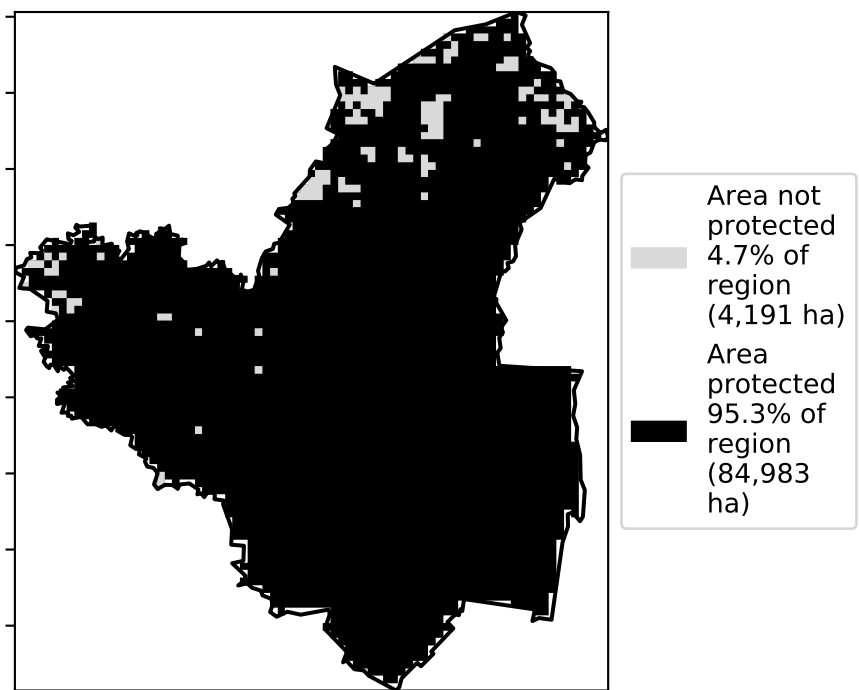 Area not
protected
4.7% of
region
(4,191 ha)
Area
protected
95.3% of
region
(84,983
ha)